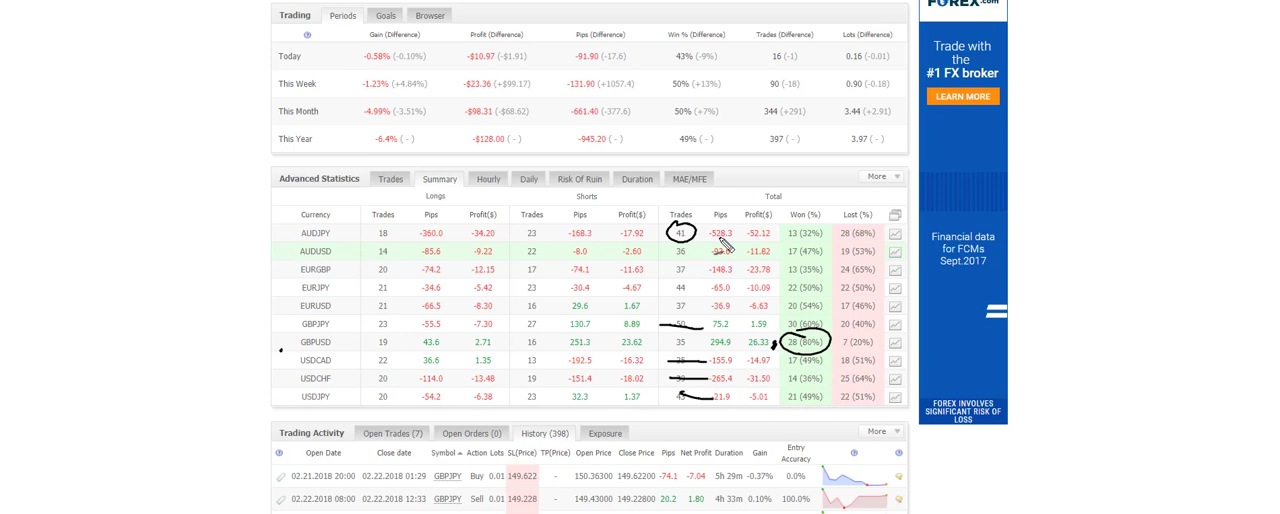 FOREX.com
Trading Periods Goals Browser
Gain (Difference) Profit (Difference) Pips (Difference) Win % (Difference) Trades (Difference) Lots (Difference)
Today -0.58% (-0.10%) -$10.97 (-$1.91) -91.90 (-17.6) 43% (-9%) 16 (-1) 0.16 (-0.01)
This Week -1.23% (+4.84%) -$23.36 (+$99.17) -131.90 (+1057.4) 50% (+13%) 90 (-18) 0.90 (-0.18)
This Month -4.99% (-3.51%) -$98.31 (-$68.62) -661.40 (-377.6) 50% (+7%) 344 (+291) 3.44 (+2.91)
This Year -6.4% ( - ) -$128.00 ( - ) -945.20 ( - ) 49% ( - ) 397 ( - ) 3.97 ( - )
Trade with
the
#1 FX broker
LEARN MORE
Advanced Statistics Trades Summary Hourly Daily Risk Of Ruin Duration MAE/MFE More
Longs Shorts Total
Currency Trades Pips Profit($) Trades Pips Profit($) Trades Pips Profit($) Won (%) Lost (%)
AUDJPY 18 -360.0 -34.20 23 -168.3 -17.92 41 -528.3 -52.12 13 (32%) 28 (68%)
AUDUSD 14 -85.6 -9.22 22 -8.0 -2.60 36 -11.82 17 (47%) 19 (53%)
EURGBP 20 -74.2 -12.15 17 -74.1 -11.63 37 -148.3 -23.78 13 (35%) 24 (65%)
EURJPY 21 -34.6 -5.42 23 -30.4 -4.67 44 -65.0 -10.09 22 (50%) 22 (50%)
EURUSD 21 -66.5 -8.30 16 29.6 1.67 37 -36.9 -6.63 20 (54%) 17 (46%)
GBPJPY 23 -55.5 -7.30 27 130.7 8.89 50 75.2 1.59 30 (60%) 20 (40%)
GBPUSD 19 43.6 2.71 16 251.3 23.62 35 294.9 26.33 28 (80%) 7 (20%)
USDCAD 22 36.6 1.35 13 -192.5 -16.32 35 -155.9 -14.97 17 (49%) 18 (51%)
USDCHF 20 -114.0 -13.48 19 -151.4 -18.02 39 -265.4 -31.50 14 (36%) 25 (64%)
USDJPY 20 -54.2 -6.38 23 32.3 1.37 43 -21.9 -5.01 21 (49%) 22 (51%)
Financial data
for FCMs
Sept.2017
FOREX INVOLVES
SIGNIFICANT RISK OF
LOSS
Trading Activity Open Trades (7) Open Orders (0) History (398) Exposure More
Open Date Close date Symbol Action Lots SL(Price) TP(Price) Open Price Close Price Pips Net Profit Duration Gain Entry Accuracy
02.21.2018 20:00 02.22.2018 01:29 GBPJPY Buy 0.01 149.622 - 150.36300 149.62200 -74.1 -7.04 5h 29m -0.37% 0.0%
02.22.2018 08:00 02.22.2018 12:33 GBPJPY Sell 0.01 149.228 - 149.43000 149.22800 20.2 1.80 4h 33m 0.10% 100.0%